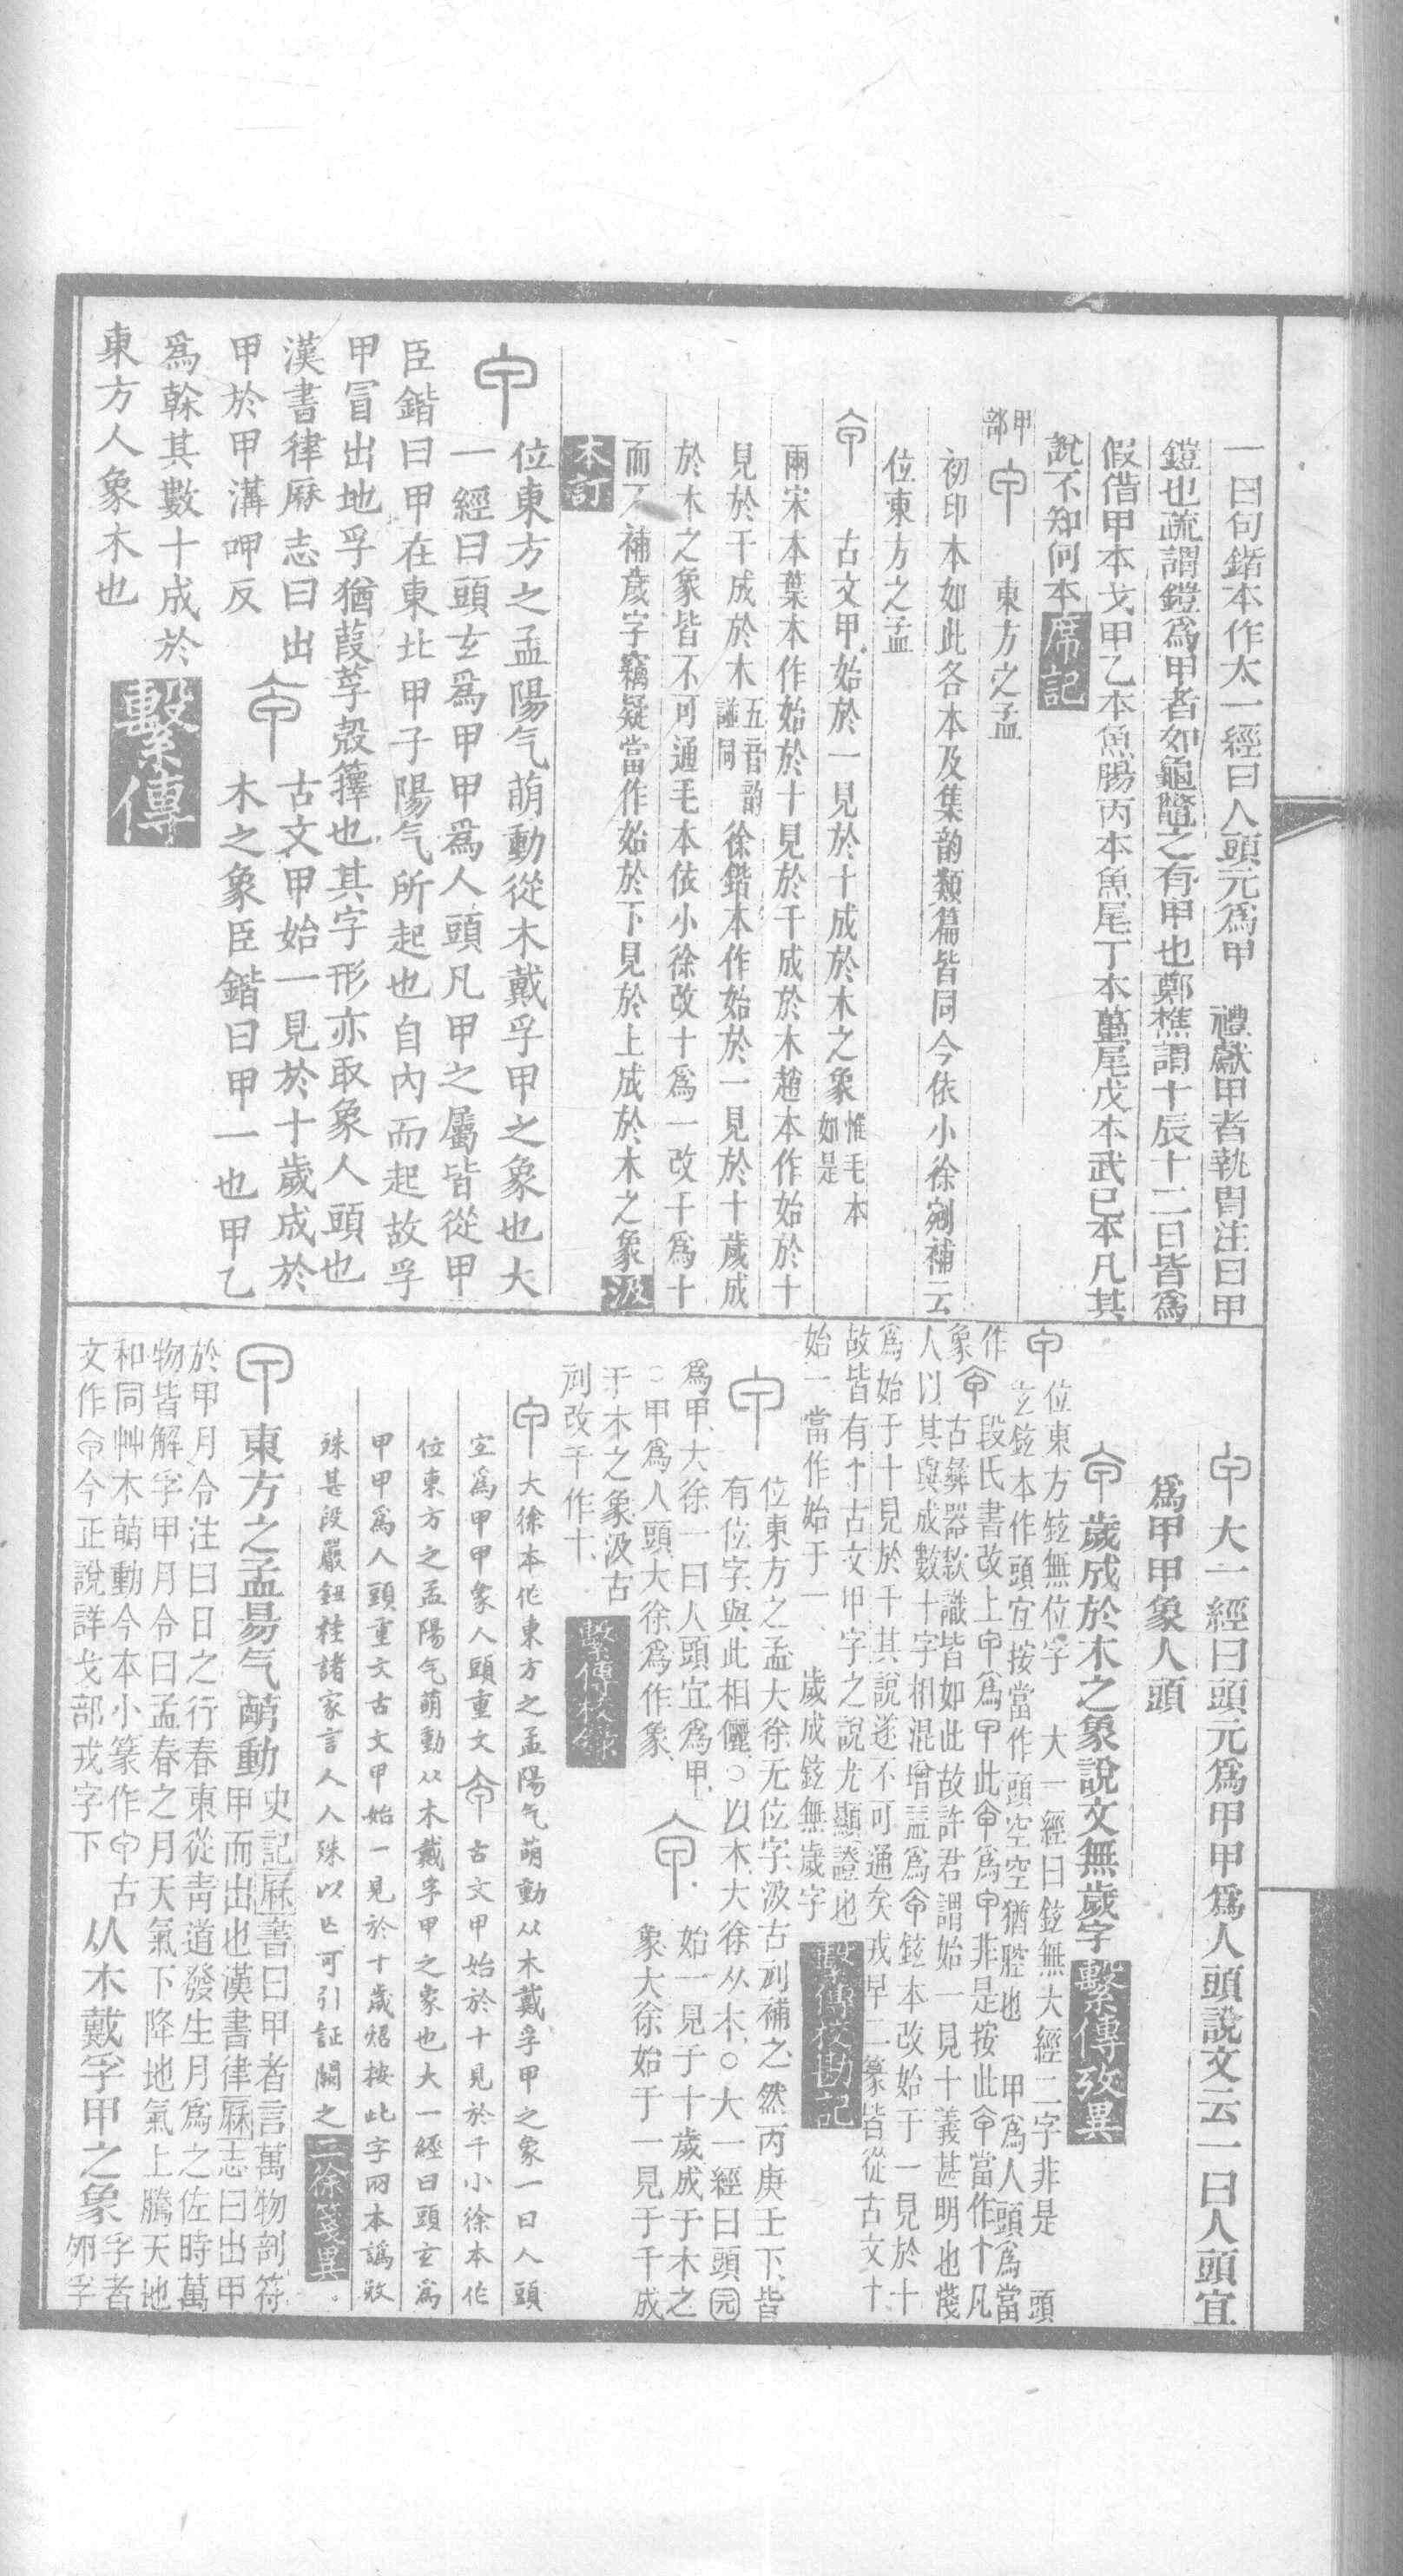 一曰句鍇本作太一經曰人頭元爲甲　禮獻甲者執冑注曰甲
鎧也疏謂鎧爲甲者如龜鼈之有甲也鄭樵謂十辰十二日皆爲
假借甲本戈甲乙本魚腸丙本魚尾丁本蠆尾戊本武已本凡其
說不知何本席記
甲部
甲　東方之孟
初印本如此各本及集韵類篇皆同今依小徐剜補云
位東方之孟
古文甲始於一見於十成於木之象惟毛本如是
兩宋本葉本作始於十見於千成於木趙本作始於十
見於千成於木五音韵譜同徐鍇本作始於一見於十歲成
於木之象皆不可通毛本依小徐改十爲一改千爲十
而不補歲字竊疑當作始於下見於上成於木之象汲
本訂
甲　位東方之孟陽气萌動從木戴孚甲之象也大
一經曰頭玄爲甲甲爲人頭凡甲之屬皆從甲
臣鍇曰甲在東北甲子陽气所起也自內而起故孚
甲冒出地孚猶葭莩殼籜也其字形亦取象人頭也
漢書律厤志曰出
甲於甲溝呷反
古文甲始一見於十歲成於
木之象臣鍇曰甲一也甲乙
爲榦其數十成於
東方人象木也
繫傳
甲大一經曰頭元爲甲甲爲人頭說文云一曰人頭宜
爲甲甲象人頭
歲成於木之象說文無歲字繫傳攷異
甲位東方鉉無位字　大一經曰鉉無大經二字非是　頭
玄鉉本作頭宜按當作頭空空猶腔也　甲爲人頭爲當
作象
段氏書改上甲爲甲此爲甲非是按此當作十凡
古彝器款識皆如此故許君謂始一見十義甚明也淺
人以其與成數十字相混增益爲鉉本改始于一見於十
爲始于十見於千其說遂不可通矣戎早二篆皆從古文十
故皆有十古文甲字之說尤顯證也
始一當作始于一　歲成鉉無歲字
繫傳校勘記
甲　位東方之孟大徐无位字汲古剜補之然丙庚壬下皆
有位字與此相儷○以木大徐从木○大一經曰頭元
爲甲大徐一曰人頭宜爲甲
○甲爲人頭大徐爲作象
始一見于十歲成于木之
象大徐始于一見于千成
于木之象汲古
剜改千作十
繫傳校錄
甲大徐本作東方之孟陽气萌動从木戴孚甲之象一曰人頭
空爲甲甲象人頭重文古文甲始於十見於千小徐本作
位東方之孟陽气萌動从木戴孚甲之象也大一經曰頭玄爲
甲甲爲人頭重文古文甲始一見於十歲炤按此字兩本譌敚
殊甚段嚴鈕桂諸家言人人殊以亡可引証闕之二徐箋異
甲東方之孟昜气萌動史記厤書曰甲者言萬物剖符
甲而出也漢書律厤志曰出甲
於甲月令注曰日之行春東從靑道發生月爲之佐時萬
物皆解孚甲月令曰孟春之月天氣下降地氣上騰天地
和同艸木萌動今本小篆作甲古
文作今正說詳戈部戎字下
从木戴孚甲之象孚者